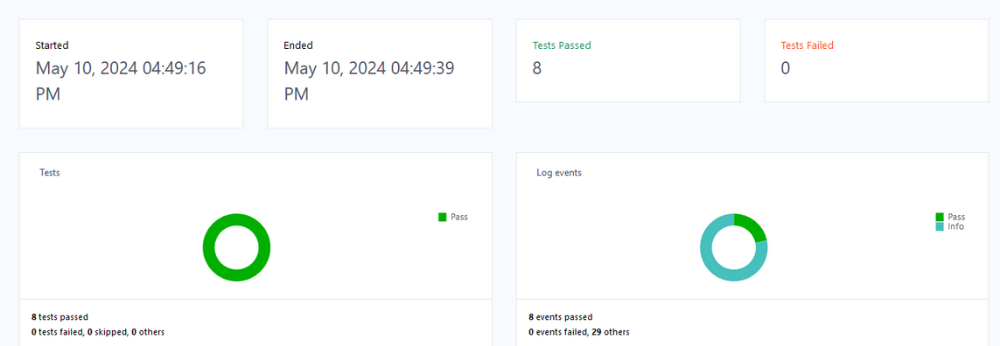 Started
May 10, 2024 04:49:16
PM
Ended
May 10, 2024 04:49:39
PM
Tests Passed
8
Tests Failed
0
Tests
Pass
8 tests passed
0 tests failed, 0 skipped, 0 others
Log events
Pass
Info
8 events passed
0 events failed, 29 others